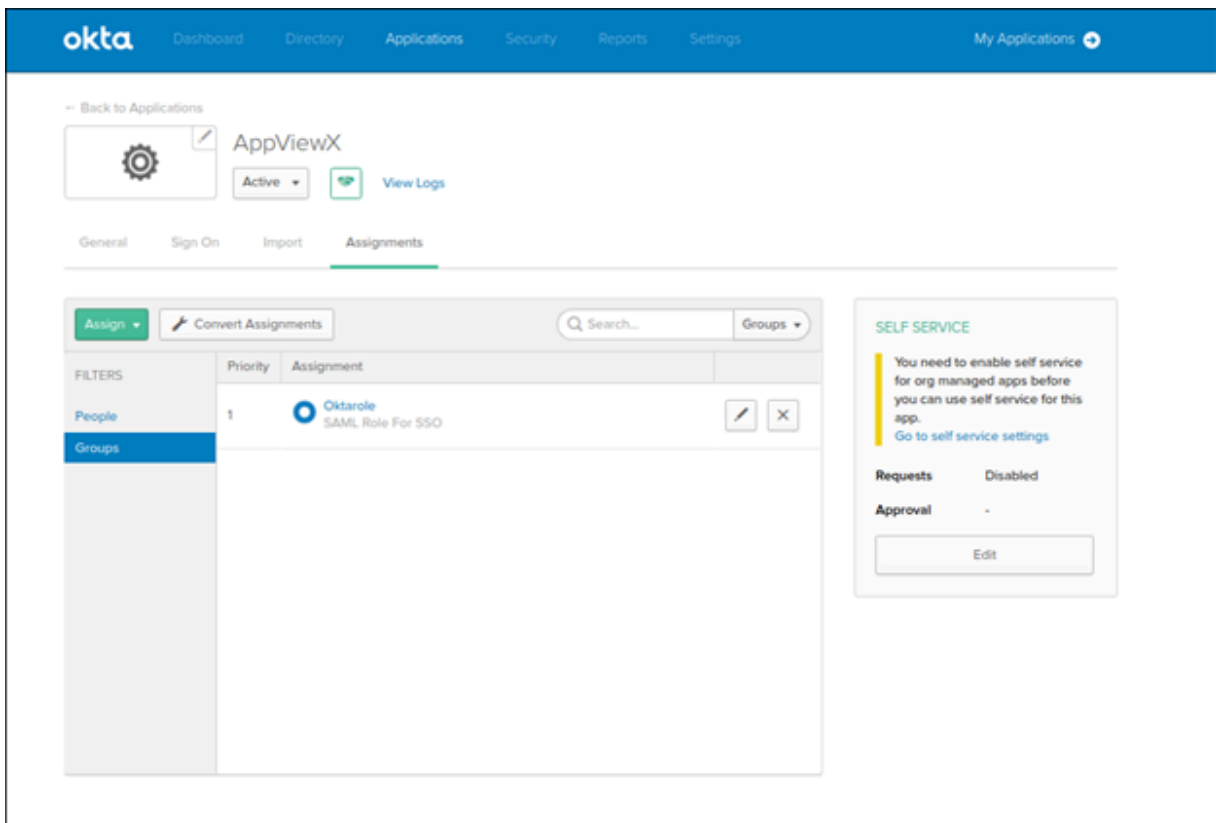 okta Dashboard Directory Applications Security Reports Settings My Applications
← Back to Applications
AppViewX
Active View Logs
General Sign On Import Assignments
Assign Convert Assignments Search... Groups
FILTERS
People
Groups
Priority Assignment
1 Oktarole
SAML Role For SSO
SELF SERVICE
You need to enable self service
for org managed apps before
you can use self service for this
app.
Go to self service settings
Requests Disabled
Approval -
Edit